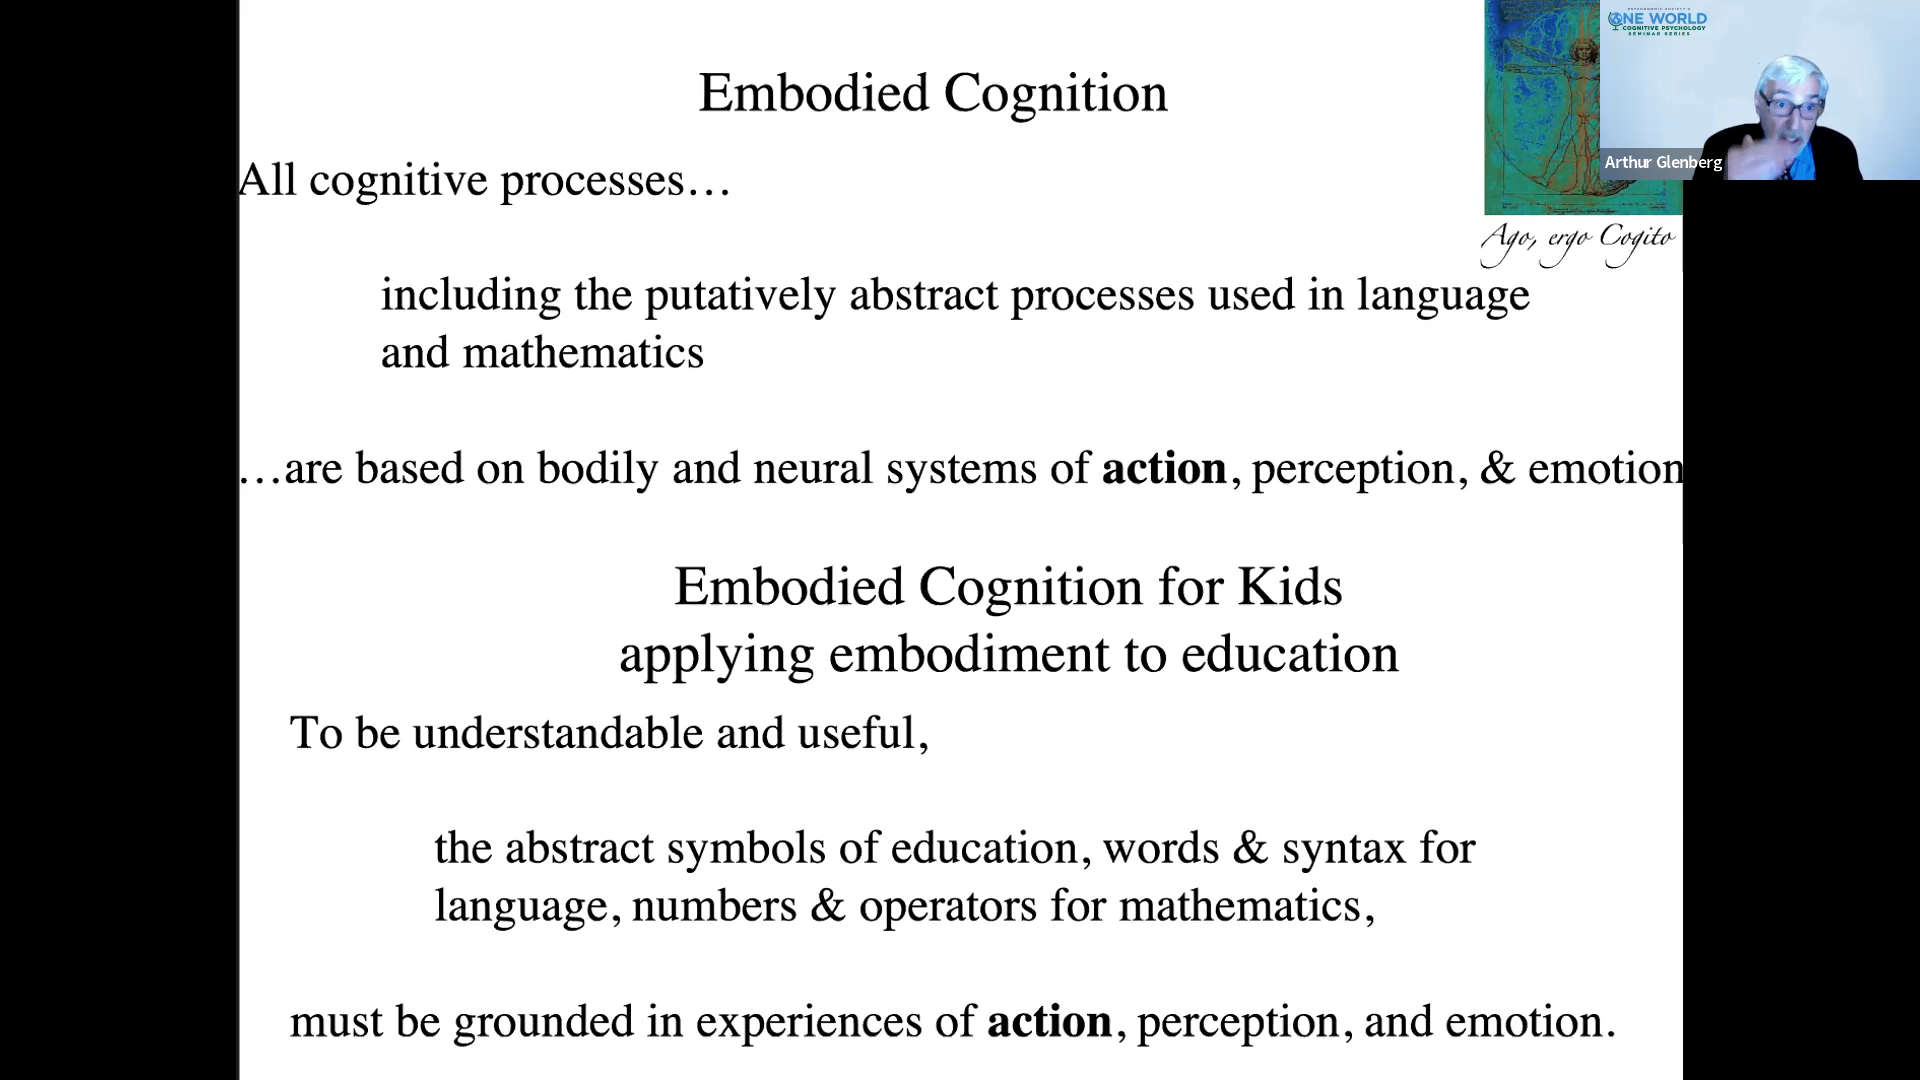 Embodied Cognition
PSYCHONOMIC SOCIETY'S
ONE WORLD
COGNITIVE PSYCHOLOGY
SEMINAR SERIES
Arthur Glenberg
All cognitive processes…
Ago, ergo Cogito
including the putatively abstract processes used in language
and mathematics
…are based on bodily and neural systems of action, perception, & emotion
Embodied Cognition for Kids
applying embodiment to education
To be understandable and useful,
the abstract symbols of education, words & syntax for
language, numbers & operators for mathematics,
must be grounded in experiences of action, perception, and emotion.